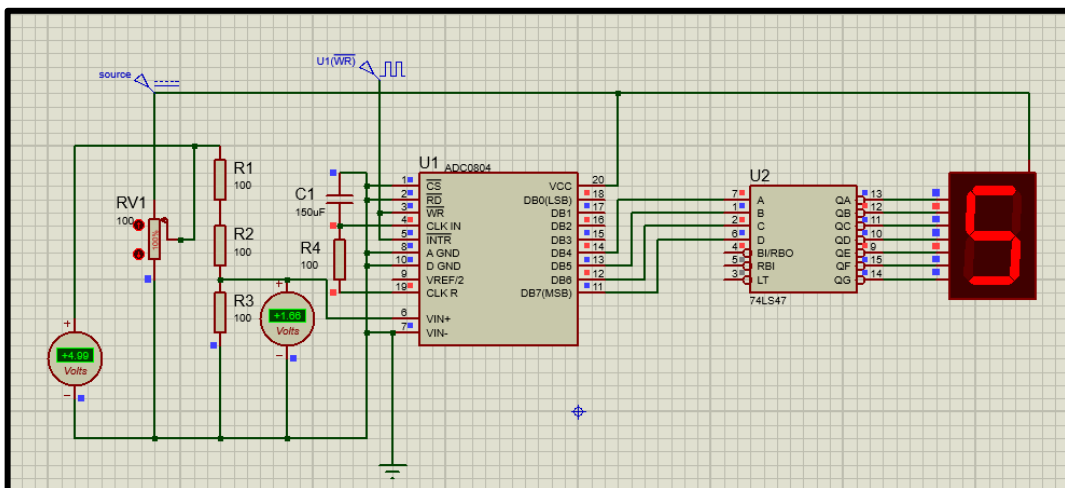 source
U1(WR)
RV1
100
100%
R1
100
R2
100
R3
100
+4.99
Volts
+1.66
Volts
C1
150uF
R4
100
U1
ADC0804
1 CS
2 RD
3 WR
4 CLK IN
5 INTR
8 A GND
10 D GND
9 VREF/2
19 CLK R
6 VIN+
7 VIN-
VCC 20
DB0(LSB) 18
DB1 17
DB2 16
DB3 15
DB4 14
DB5 13
DB6 12
DB7(MSB) 11
U2
7 A
1 B
2 C
6 D
4 BI/RBO
5 RBI
3 LT
QA 13
QB 12
QC 11
QD 10
QE 9
QF 15
QG 14
74LS47
5